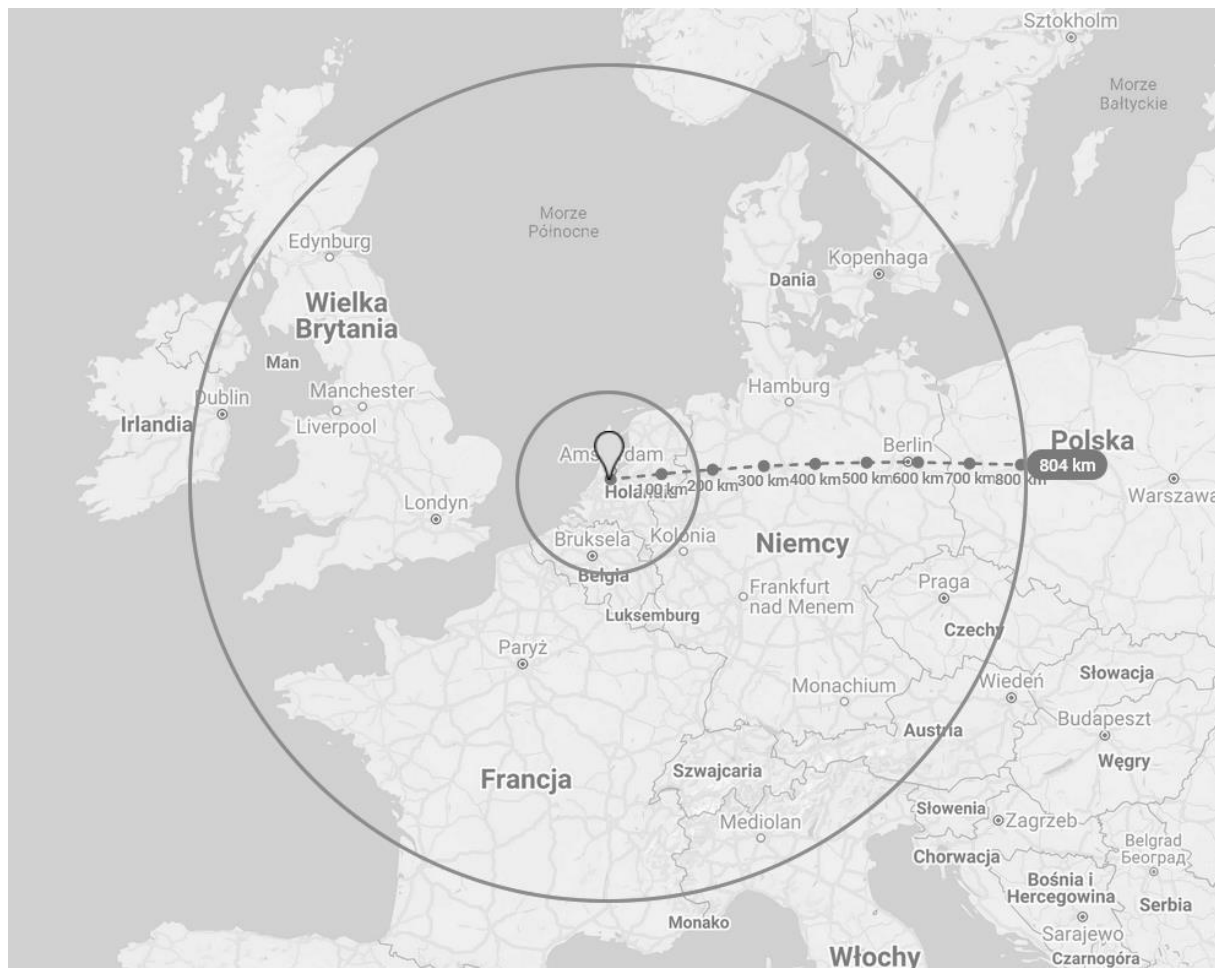 Sztokholm
Morze
Bałtyckie
Morze
Północne
Edynburg
Kopenhaga
Dania
Wielka
Brytania
Man
Hamburg
Manchester
Dublin
Liverpool
Irlandia
Polska
Berlin
Amsterdam
804 km
100 km
200 km
300 km
400 km
500 km
600 km
700 km
800 km
Holandia
Warszawa
Londyn
Bruksela
Kolonia
Niemcy
Belgia
Praga
Frankfurt
nad Menem
Luksemburg
Czechy
Paryż
Słowacja
Wiedeń
Monachium
Budapeszt
Austria
Węgry
Szwajcaria
Francja
Słowenia
Mediolan
Zagrzeb
Belgrad
Београд
Chorwacja
Bośnia i
Hercegowina
Serbia
Monako
Sarajewo
Włochy
Czarnogóra